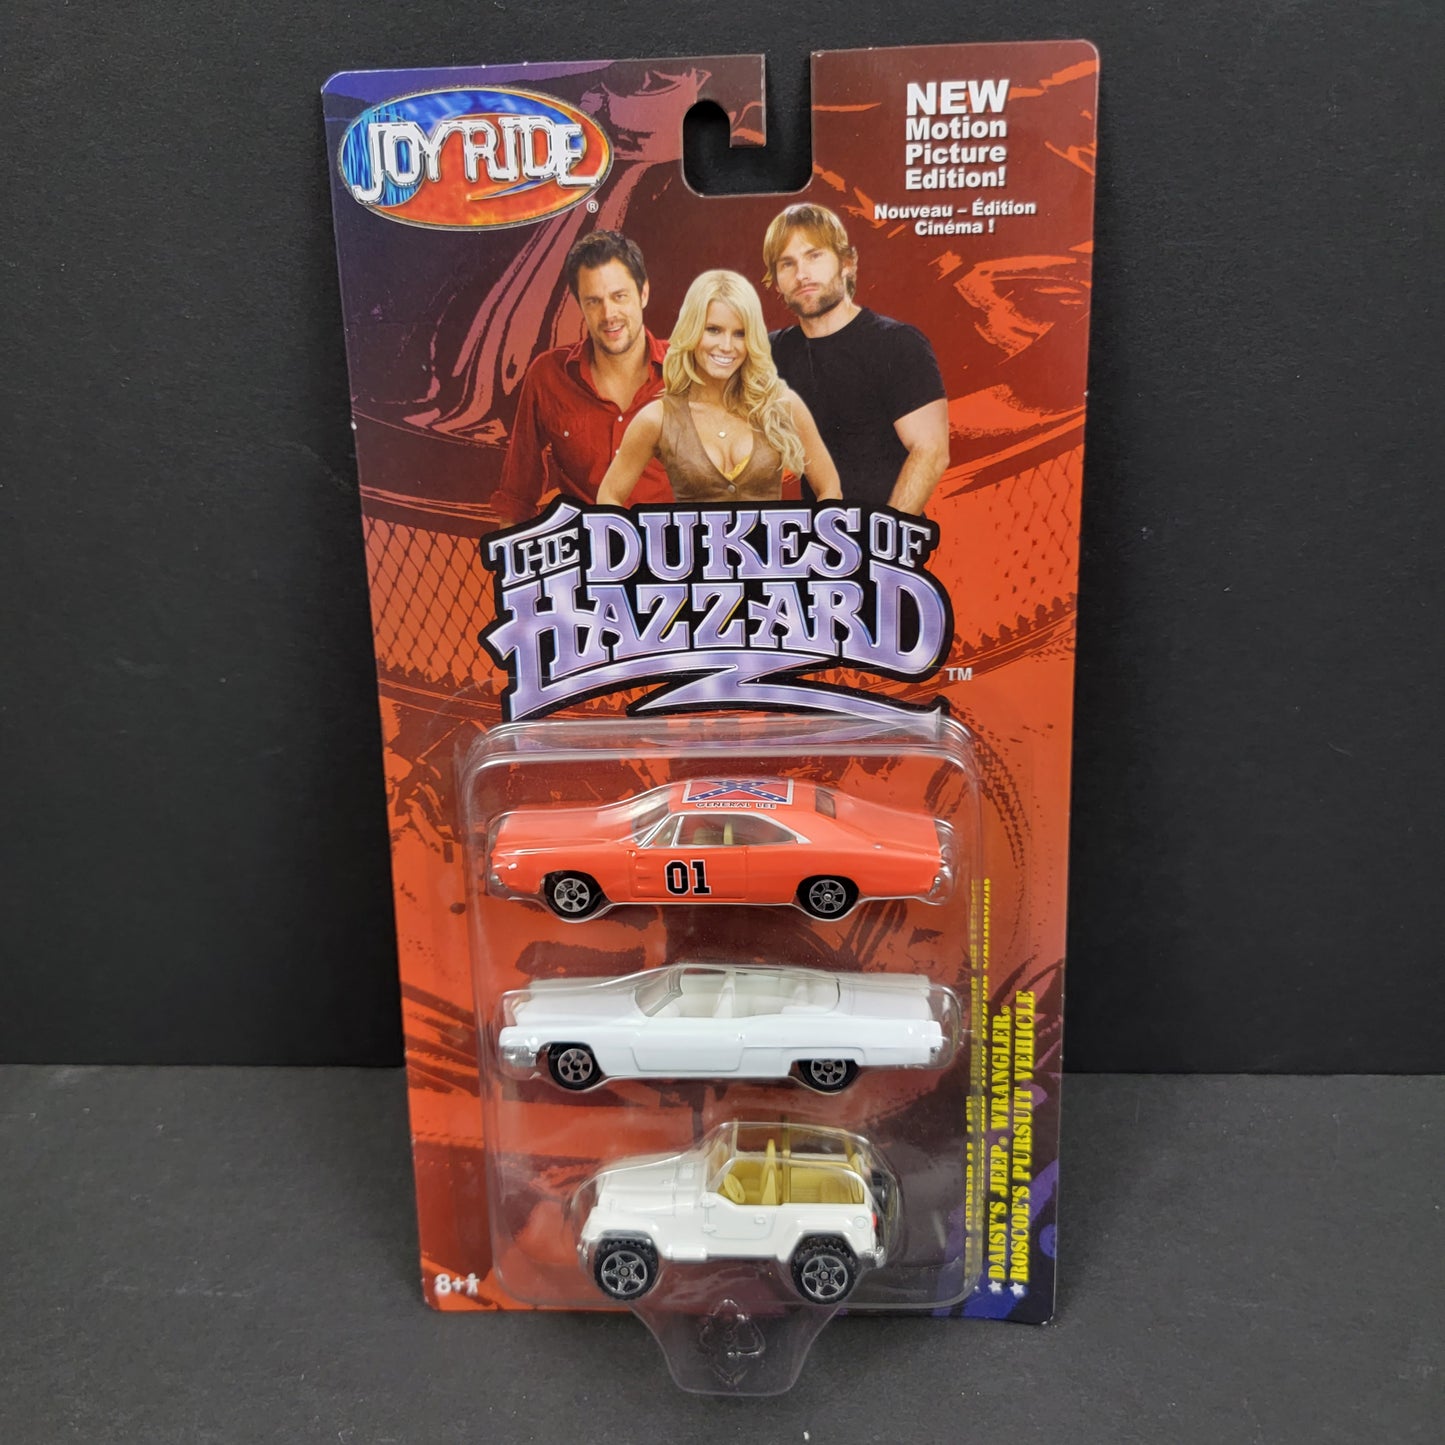 JOYRIDE
®
NEW
Motion
Picture
Edition!
Nouveau – Édition
Cinéma !
THE DUKES OF
HAZZARD
TM
GENERAL LEE
01
DAISY'S JEEP® WRANGLER®
ROSCOE'S PURSUIT VEHICLE
8+